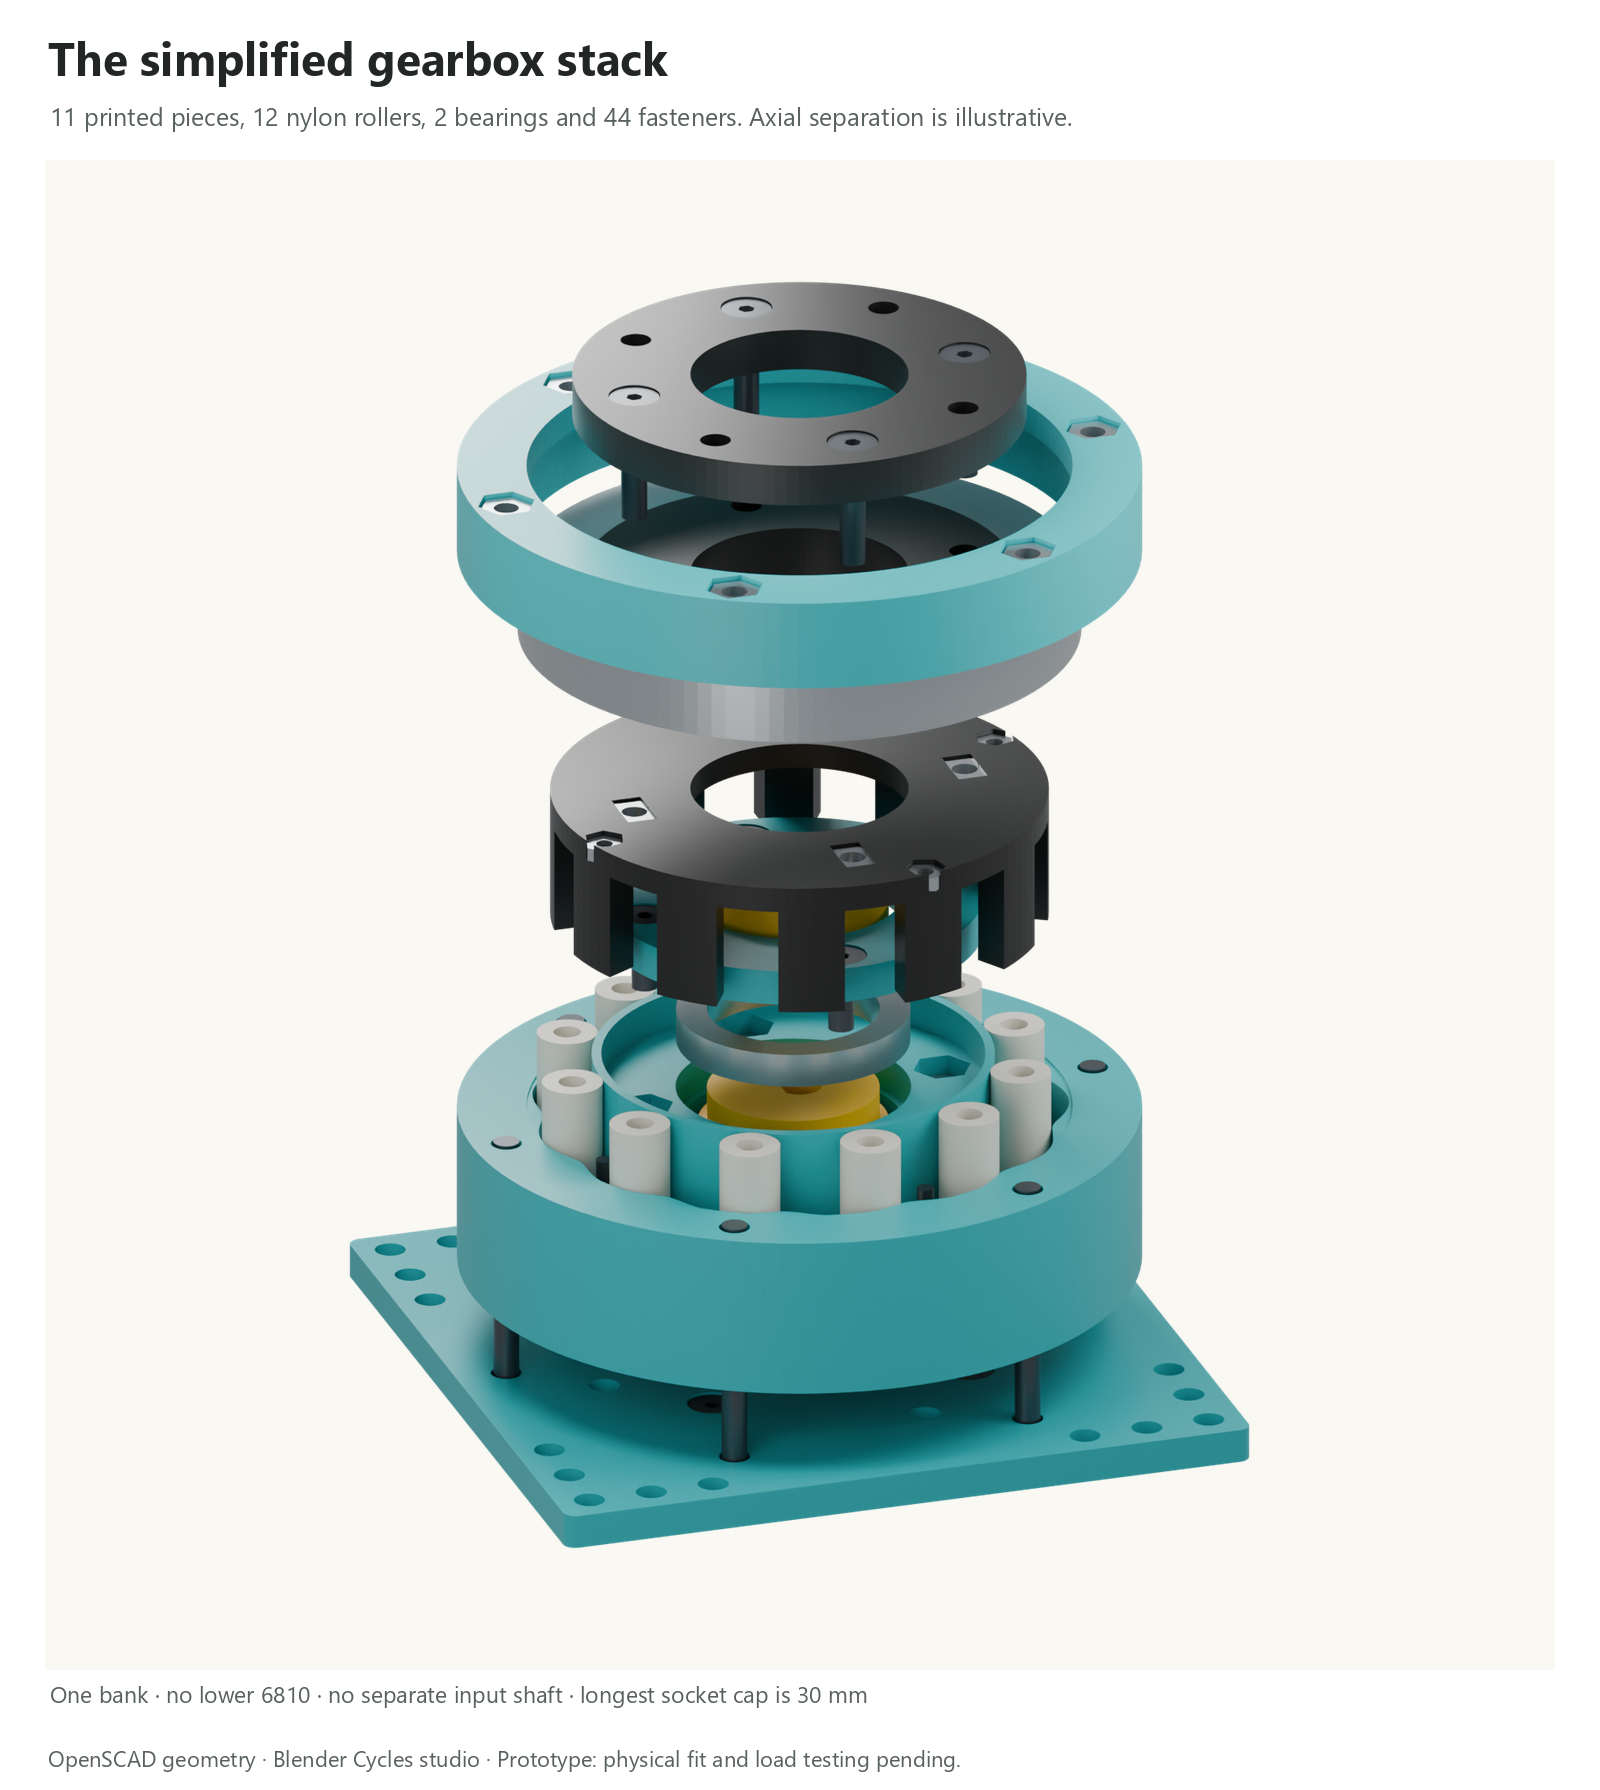 The simplified gearbox stack
11 printed pieces, 12 nylon rollers, 2 bearings and 44 fasteners. Axial separation is illustrative.
One bank · no lower 6810 · no separate input shaft · longest socket cap is 30 mm
OpenSCAD geometry · Blender Cycles studio · Prototype: physical fit and load testing pending.